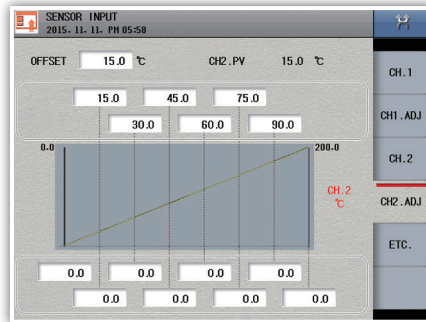 SENSOR INPUT
2015. 11. 11. PM 05:58
OFFSET 15.0 ℃ CH2.PV 15.0 ℃
15.0 45.0 75.0
30.0 60.0 90.0
0.0 200.0
CH.2
℃
0.0 0.0 0.0 0.0
0.0 0.0 0.0 0.0
CH.1
CH1.ADJ
CH.2
CH2.ADJ
ETC.